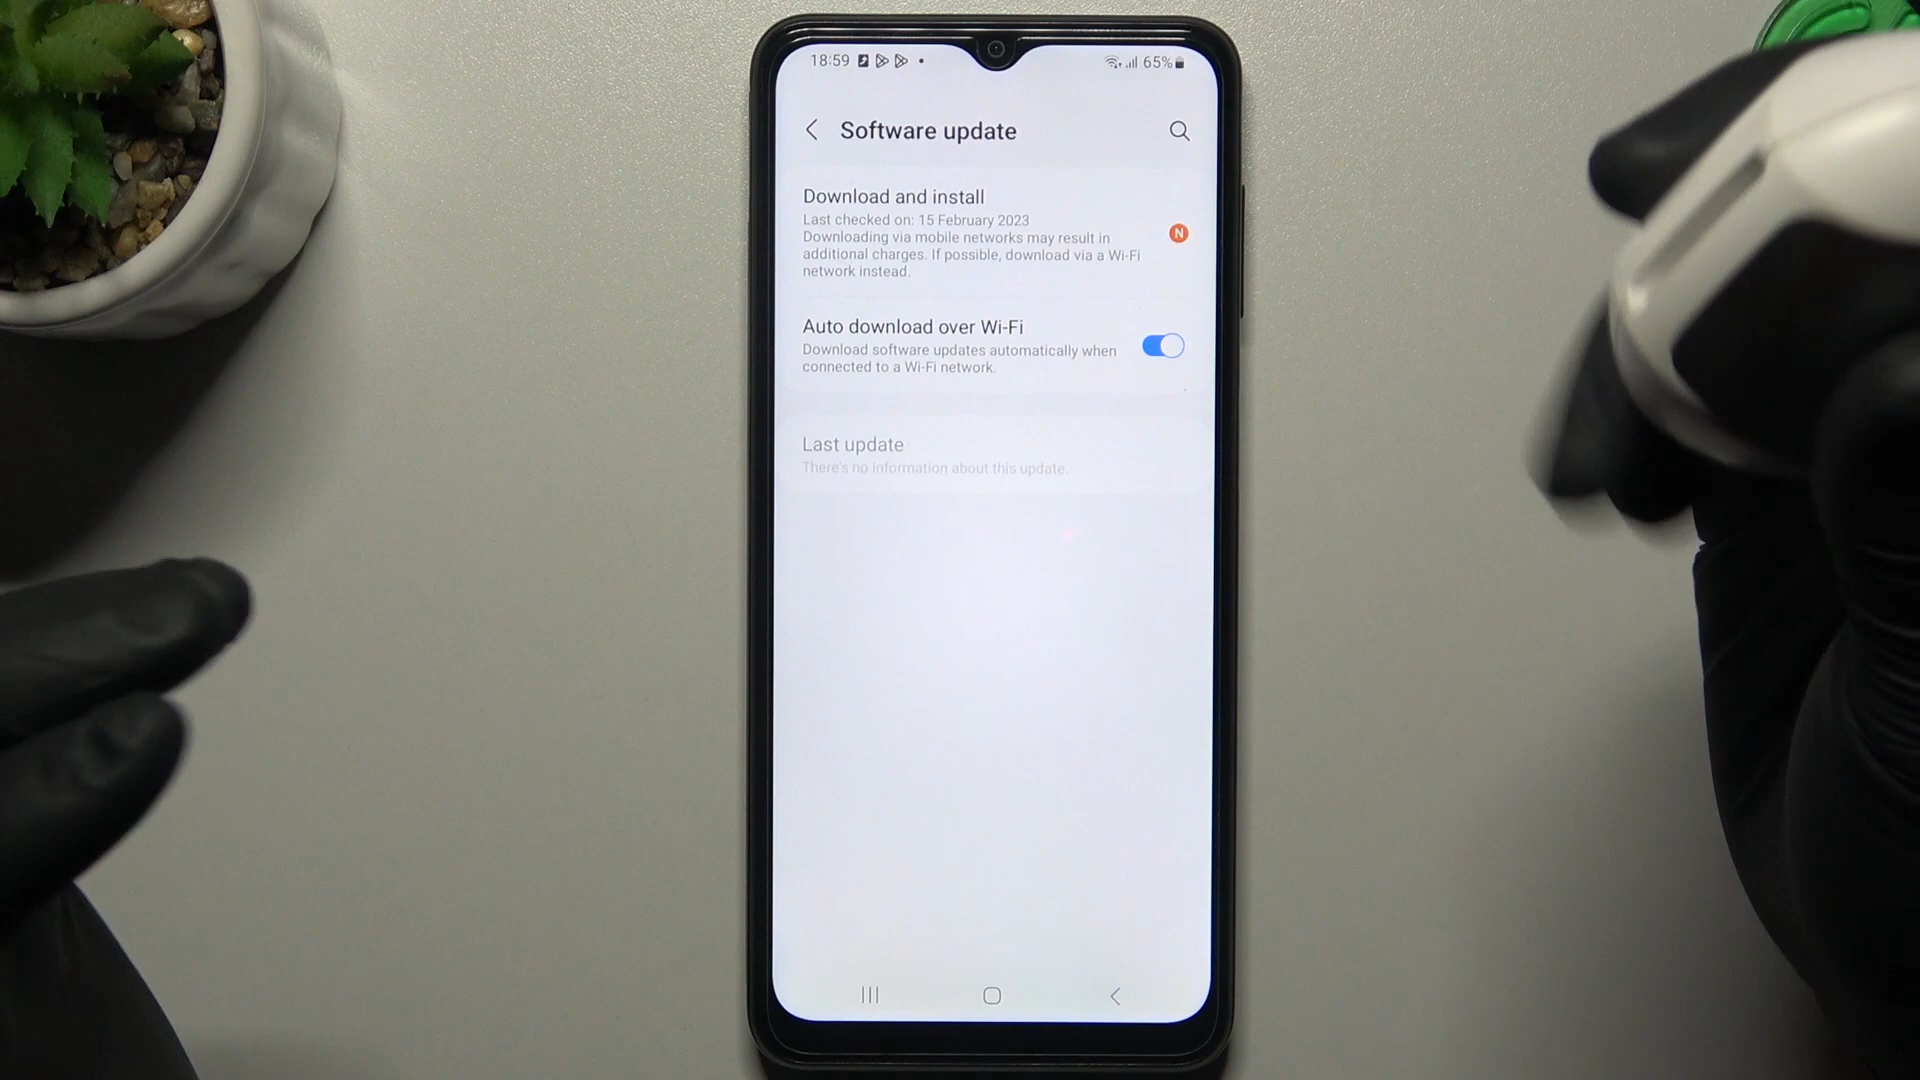 18:59
65%
Software update
Download and install
Last checked on: 15 February 2023
Downloading via mobile networks may result in
additional charges. If possible, download via a Wi-Fi
network instead.
N
Auto download over Wi-Fi
Download software updates automatically when
connected to a Wi-Fi network.
Last update
There's no information about this update.